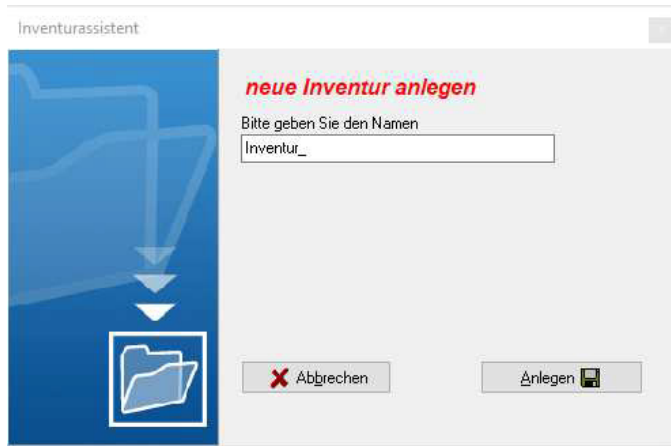 Inventurassistent
neue Inventur anlegen
Bitte geben Sie den Namen
Inventur_
Abbrechen
Anlegen